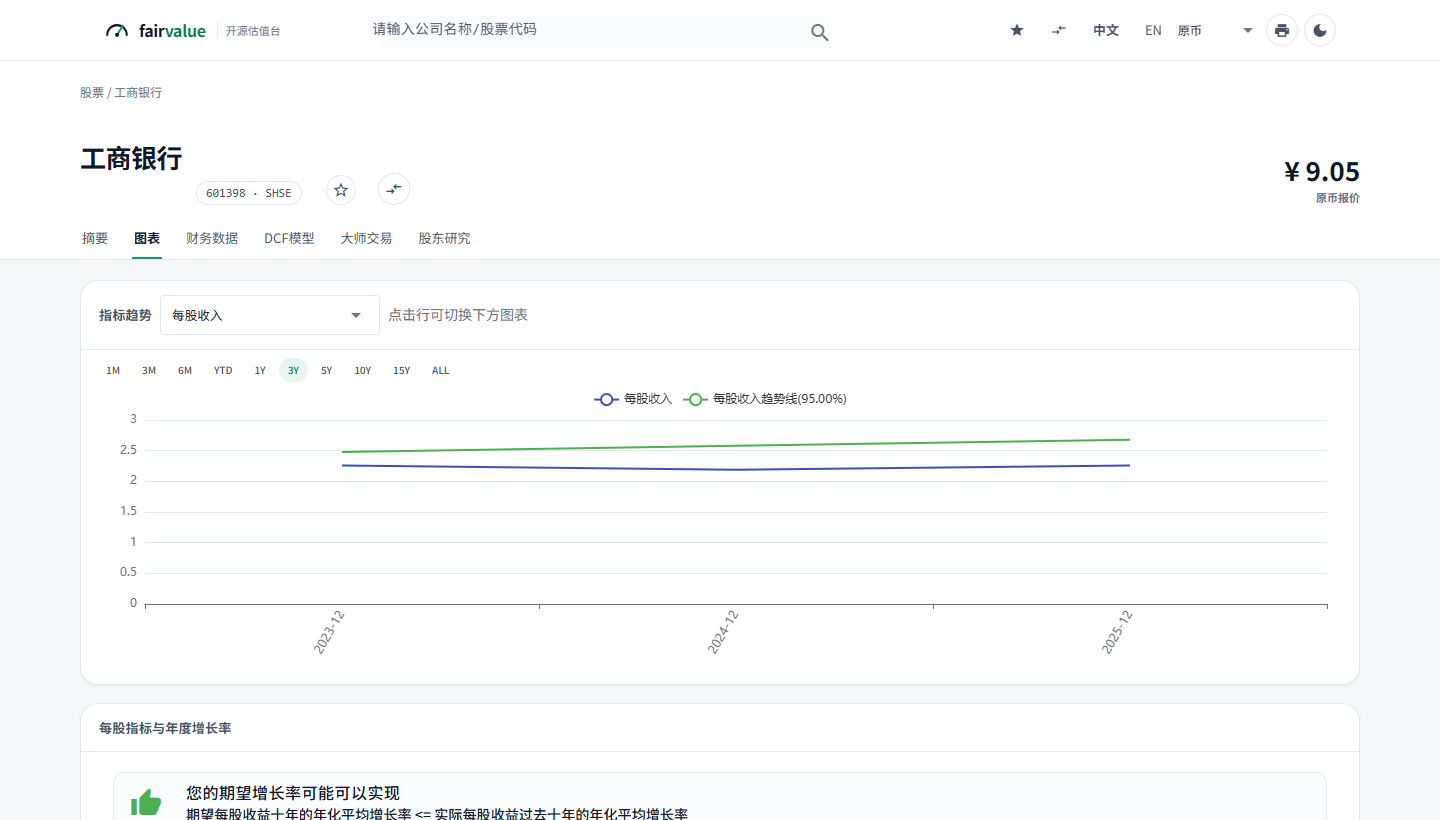 fairvalue 开源估值台 请输入公司名称/股票代码 中文 EN 原币
股票 / 工商银行
工商银行
¥ 9.05
601398 · SHSE
原币报价
摘要 图表 财务数据 DCF模型 大师交易 股东研究
指标趋势 每股收入 点击行可切换下方图表
1M 3M 6M YTD 1Y 3Y 5Y 10Y 15Y ALL
每股收入 每股收入趋势线(95.00%)
3
2.5
2
1.5
1
0.5
0
2023-12 2024-12 2025-12
每股指标与年度增长率
您的期望增长率可能可以实现
期望每股收益十年的年化平均增长率 <= 实际每股收益过去十年的年化平均增长率